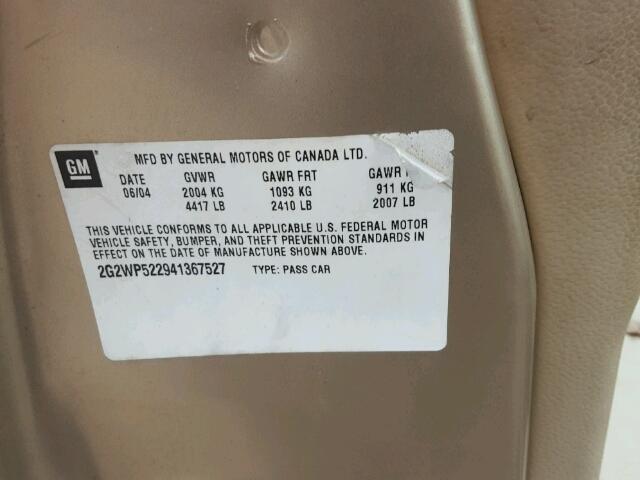 GM
MFD BY GENERAL MOTORS OF CANADA LTD.
DATE GVWR GAWR FRT GAWR
06/04 2004 KG 1093 KG 911 KG
4417 LB 2410 LB 2007 LB
THIS VEHICLE CONFORMS TO ALL APPLICABLE U.S. FEDERAL MOTOR
VEHICLE SAFETY, BUMPER, AND THEFT PREVENTION STANDARDS IN
EFFECT ON THE DATE OF MANUFACTURE SHOWN ABOVE.
2G2WP522941367527 TYPE: PASS CAR